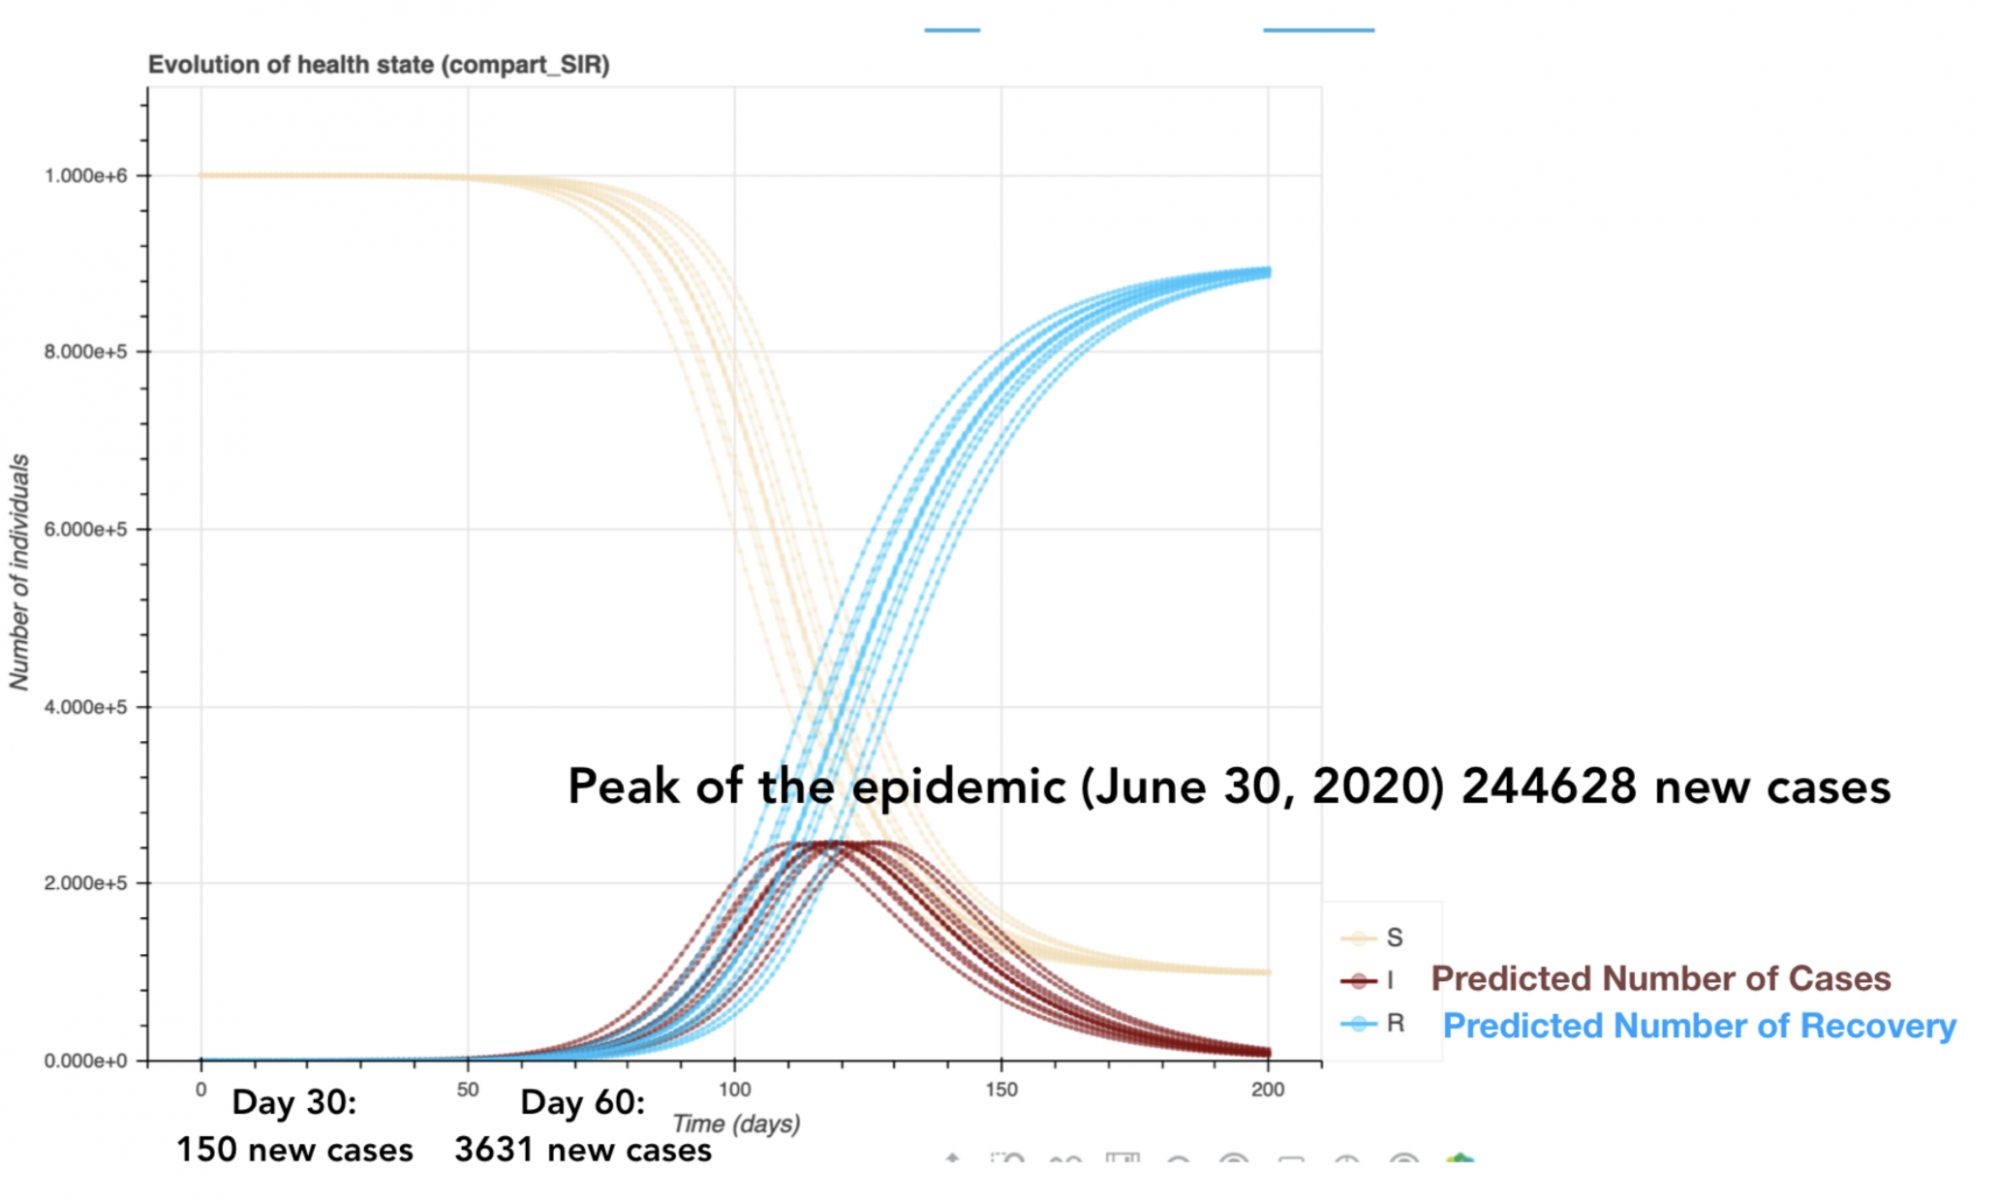 Evolution of health state (compart_SIR)
Number of individuals
1.000e+6
8.000e+5
6.000e+5
4.000e+5
2.000e+5
0.000e+0
Peak of the epidemic (June 30, 2020) 244628 new cases
S
I Predicted Number of Cases
R Predicted Number of Recovery
0 50 100 150 200
Day 30: Day 60:
Time (days)
150 new cases 3631 new cases